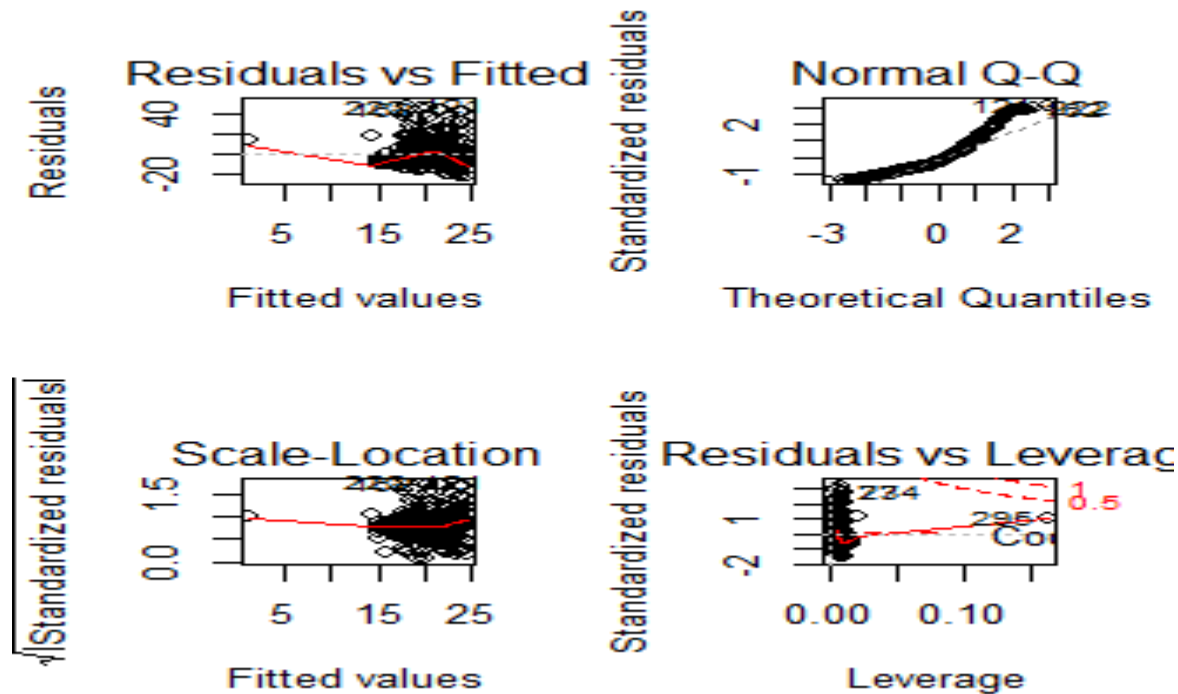 Residuals vs Fitted
Residuals
40
-20
5 15 25
Fitted values
Normal Q-Q
Standardized residuals
2
-1
-3 0 2
Theoretical Quantiles
Scale-Location
√|Standardized residuals|
1.5
0.0
5 15 25
Fitted values
Residuals vs Leverag
Standardized residuals
1
-2
1
0.5
295
0.00 0.10
Leverage